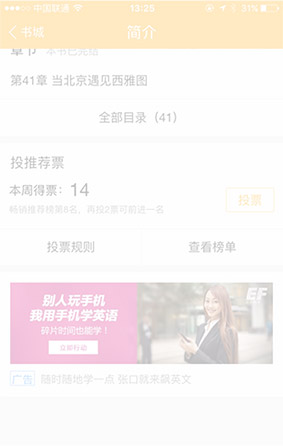 中国联通 13:25 31%
书城 简介
章节 本书已完结
第41章 当北京遇见西雅图
全部目录（41）
投推荐票
本周得票：14
畅销推荐榜第6名，再投2票可前进一名
投票
投票规则 查看榜单
别人玩手机
我用手机学英语
碎片时间也能学！
立即行动
EF
广告 随时随地学一点 张口就来飙英文